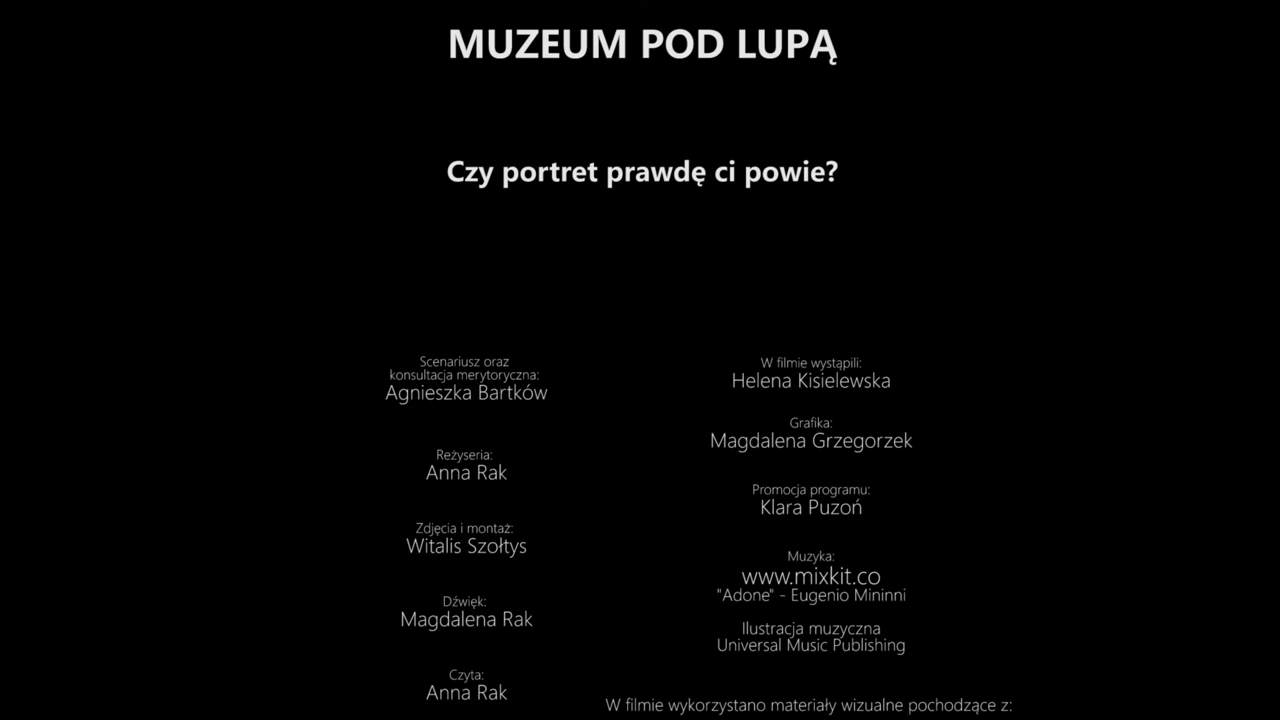 MUZEUM POD LUPĄ
Czy portret prawdę ci powie?
Scenariusz oraz
konsultacja merytoryczna:
Agnieszka Bartków
Reżyseria:
Anna Rak
Zdjęcia i montaż:
Witalis Szołtys
Dźwięk:
Magdalena Rak
Czyta:
Anna Rak
W filmie wystąpili:
Helena Kisielewska
Grafika:
Magdalena Grzegorzek
Promocja programu:
Klara Puzoń
Muzyka:
www.mixkit.co
"Adone" - Eugenio Mininni
Ilustracja muzyczna
Universal Music Publishing
W filmie wykorzystano materiały wizualne pochodzące z: